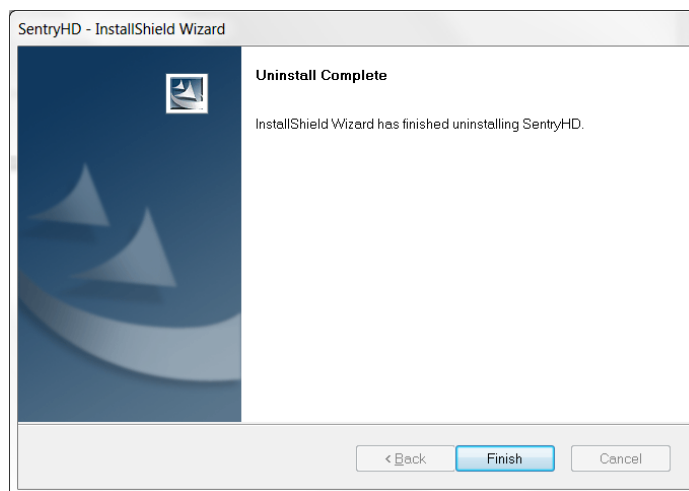 SentryHD - InstallShield Wizard
Uninstall Complete
InstallShield Wizard has finished uninstalling SentryHD.
< Back
Finish
Cancel